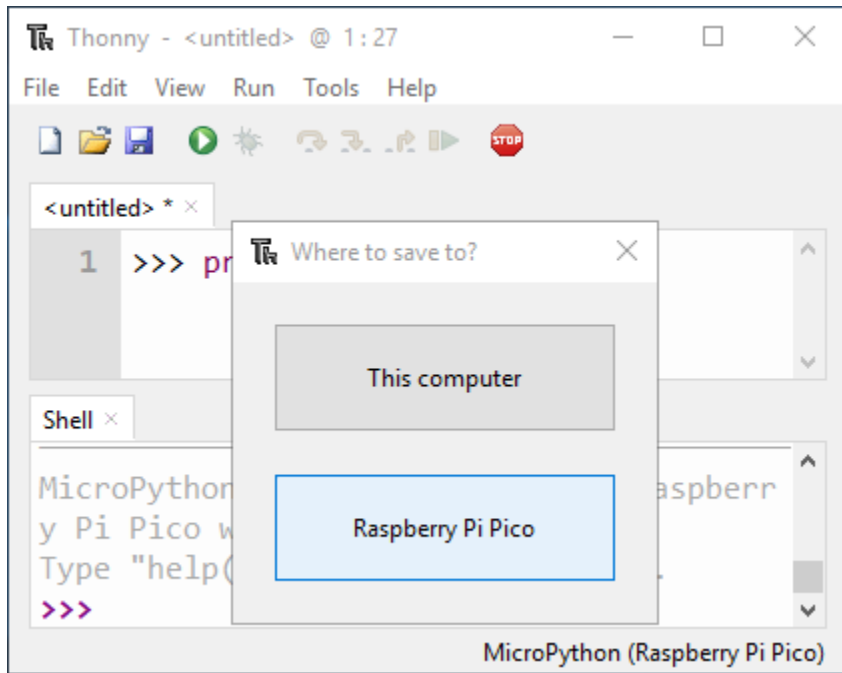 Thonny - <untitled> @ 1:27
File Edit View Run Tools Help
STOP
<untitled> *
1 >>> pr
Where to save to?
This computer
Raspberry Pi Pico
Shell
MicroPython aspberr
y Pi Pico w
Type "help( .
>>>
MicroPython (Raspberry Pi Pico)